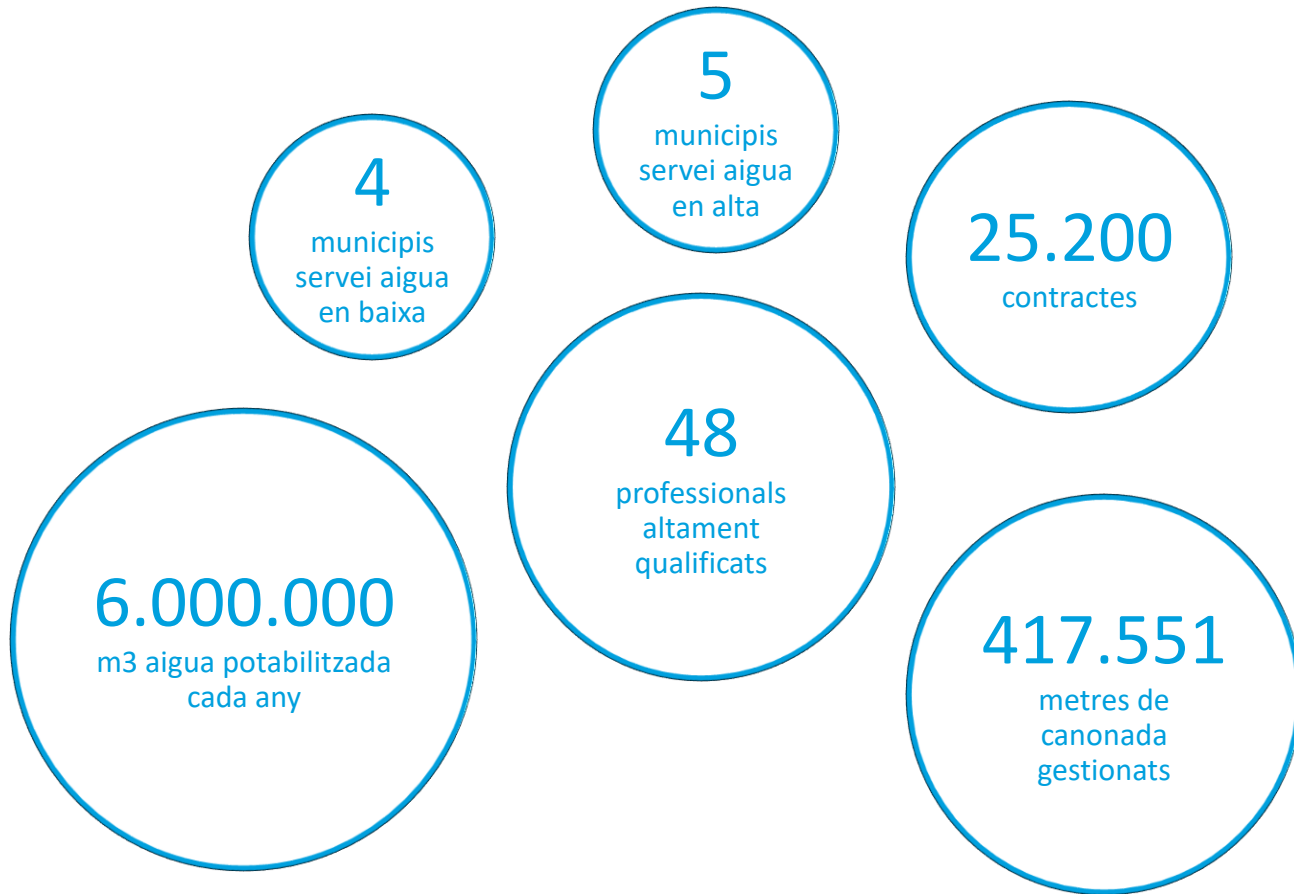 5
municipis
servei aigua
en alta
4
municipis
servei aigua
en baixa
25.200
contractes
48
professionals
altament
qualificats
6.000.000
m3 aigua potabilitzada
cada any
417.551
metres de
canonada
gestionats